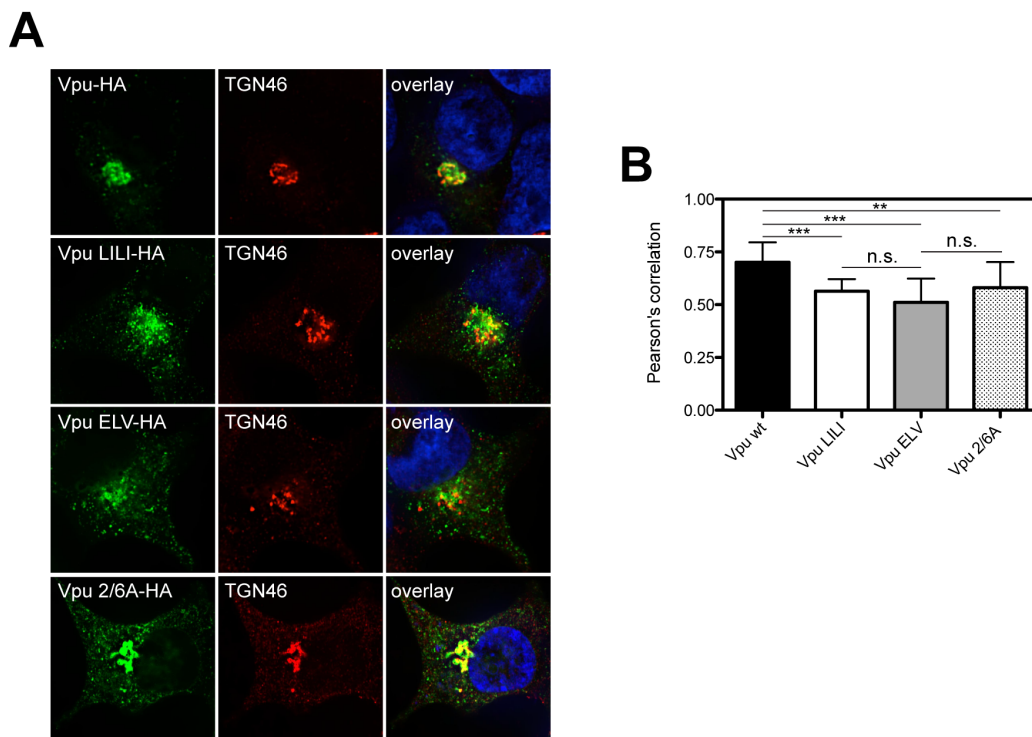 A
Vpu-HA TGN46 overlay
Vpu LILI-HA TGN46 overlay
Vpu ELV-HA TGN46 overlay
Vpu 2/6A-HA TGN46 overlay
B
Pearson's correlation
1.00
0.75
0.50
0.25
0.00
**
***
***
n.s.
n.s.
Vpu wt
Vpu LILI
Vpu ELV
Vpu 2/6A